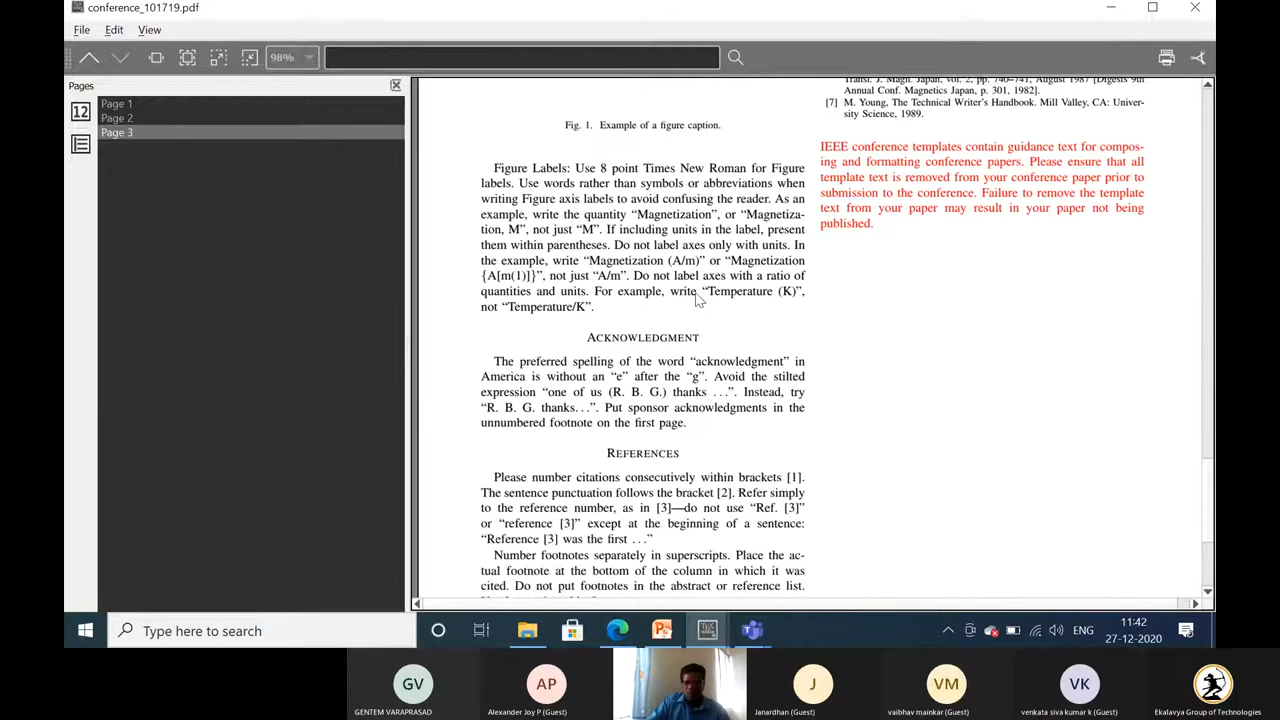 conference_101719.pdf
File Edit View
98%
Pages
Page 1
Page 2
Page 3
12
Fig. 1. Example of a figure caption.
Figure Labels: Use 8 point Times New Roman for Figure
labels. Use words rather than symbols or abbreviations when
writing Figure axis labels to avoid confusing the reader. As an
example, write the quantity “Magnetization”, or “Magnetiza-
tion, M”, not just “M”. If including units in the label, present
them within parentheses. Do not label axes only with units. In
the example, write “Magnetization (A/m)” or “Magnetization
{A[m(1)]}”, not just “A/m”. Do not label axes with a ratio of
quantities and units. For example, write “Temperature (K)”,
not “Temperature/K”.
ACKNOWLEDGMENT
The preferred spelling of the word “acknowledgment” in
America is without an “e” after the “g”. Avoid the stilted
expression “one of us (R. B. G.) thanks ...”. Instead, try
“R. B. G. thanks...”. Put sponsor acknowledgments in the
unnumbered footnote on the first page.
REFERENCES
Please number citations consecutively within brackets [1].
The sentence punctuation follows the bracket [2]. Refer simply
to the reference number, as in [3]—do not use “Ref. [3]”
or “reference [3]” except at the beginning of a sentence:
“Reference [3] was the first ...”
Number footnotes separately in superscripts. Place the ac-
tual footnote at the bottom of the column in which it was
cited. Do not put footnotes in the abstract or reference list.
Transl. J. Magn. Japan, vol. 2, pp. 740–741, August 1987 [Digests 9th
Annual Conf. Magnetics Japan, p. 301, 1982].
[7] M. Young, The Technical Writer’s Handbook. Mill Valley, CA: Univer-
sity Science, 1989.
IEEE conference templates contain guidance text for compos-
ing and formatting conference papers. Please ensure that all
template text is removed from your conference paper prior to
submission to the conference. Failure to remove the template
text from your paper may result in your paper not being
published.
Type here to search
ENG
11:42
27-12-2020
GV
AP
J
VM
VK
GENTEM VARAPRASAD
Alexander Joy P (Guest)
Janardhan (Guest)
vaibhav mainkar (Guest)
venkata siva kumar k (Guest)
Ekalavya Group of Technologies